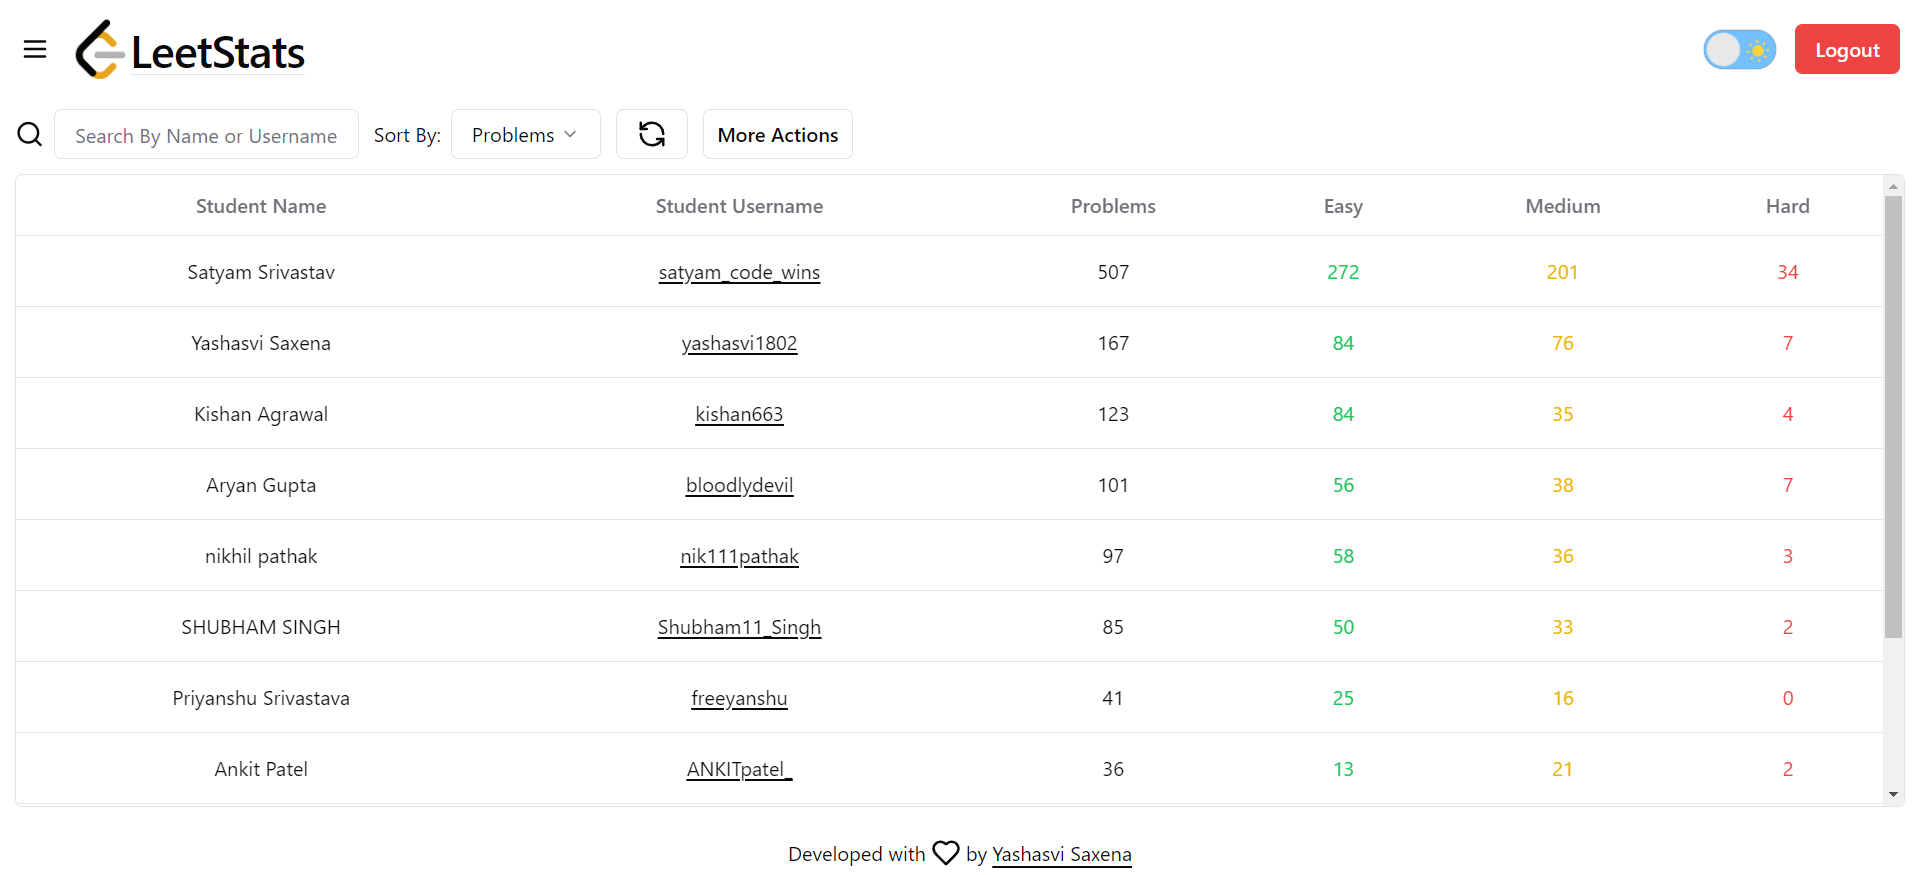 LeetStats
Logout
Search By Name or Username Sort By: Problems More Actions
Student Name Student Username Problems Easy Medium Hard
Satyam Srivastav satyam_code_wins 507 272 201 34
Yashasvi Saxena yashasvi1802 167 84 76 7
Kishan Agrawal kishan663 123 84 35 4
Aryan Gupta bloodlydevil 101 56 38 7
nikhil pathak nik111pathak 97 58 36 3
SHUBHAM SINGH Shubham11_Singh 85 50 33 2
Priyanshu Srivastava freeyanshu 41 25 16 0
Ankit Patel ANKITpatel_ 36 13 21 2
Developed with by Yashasvi Saxena